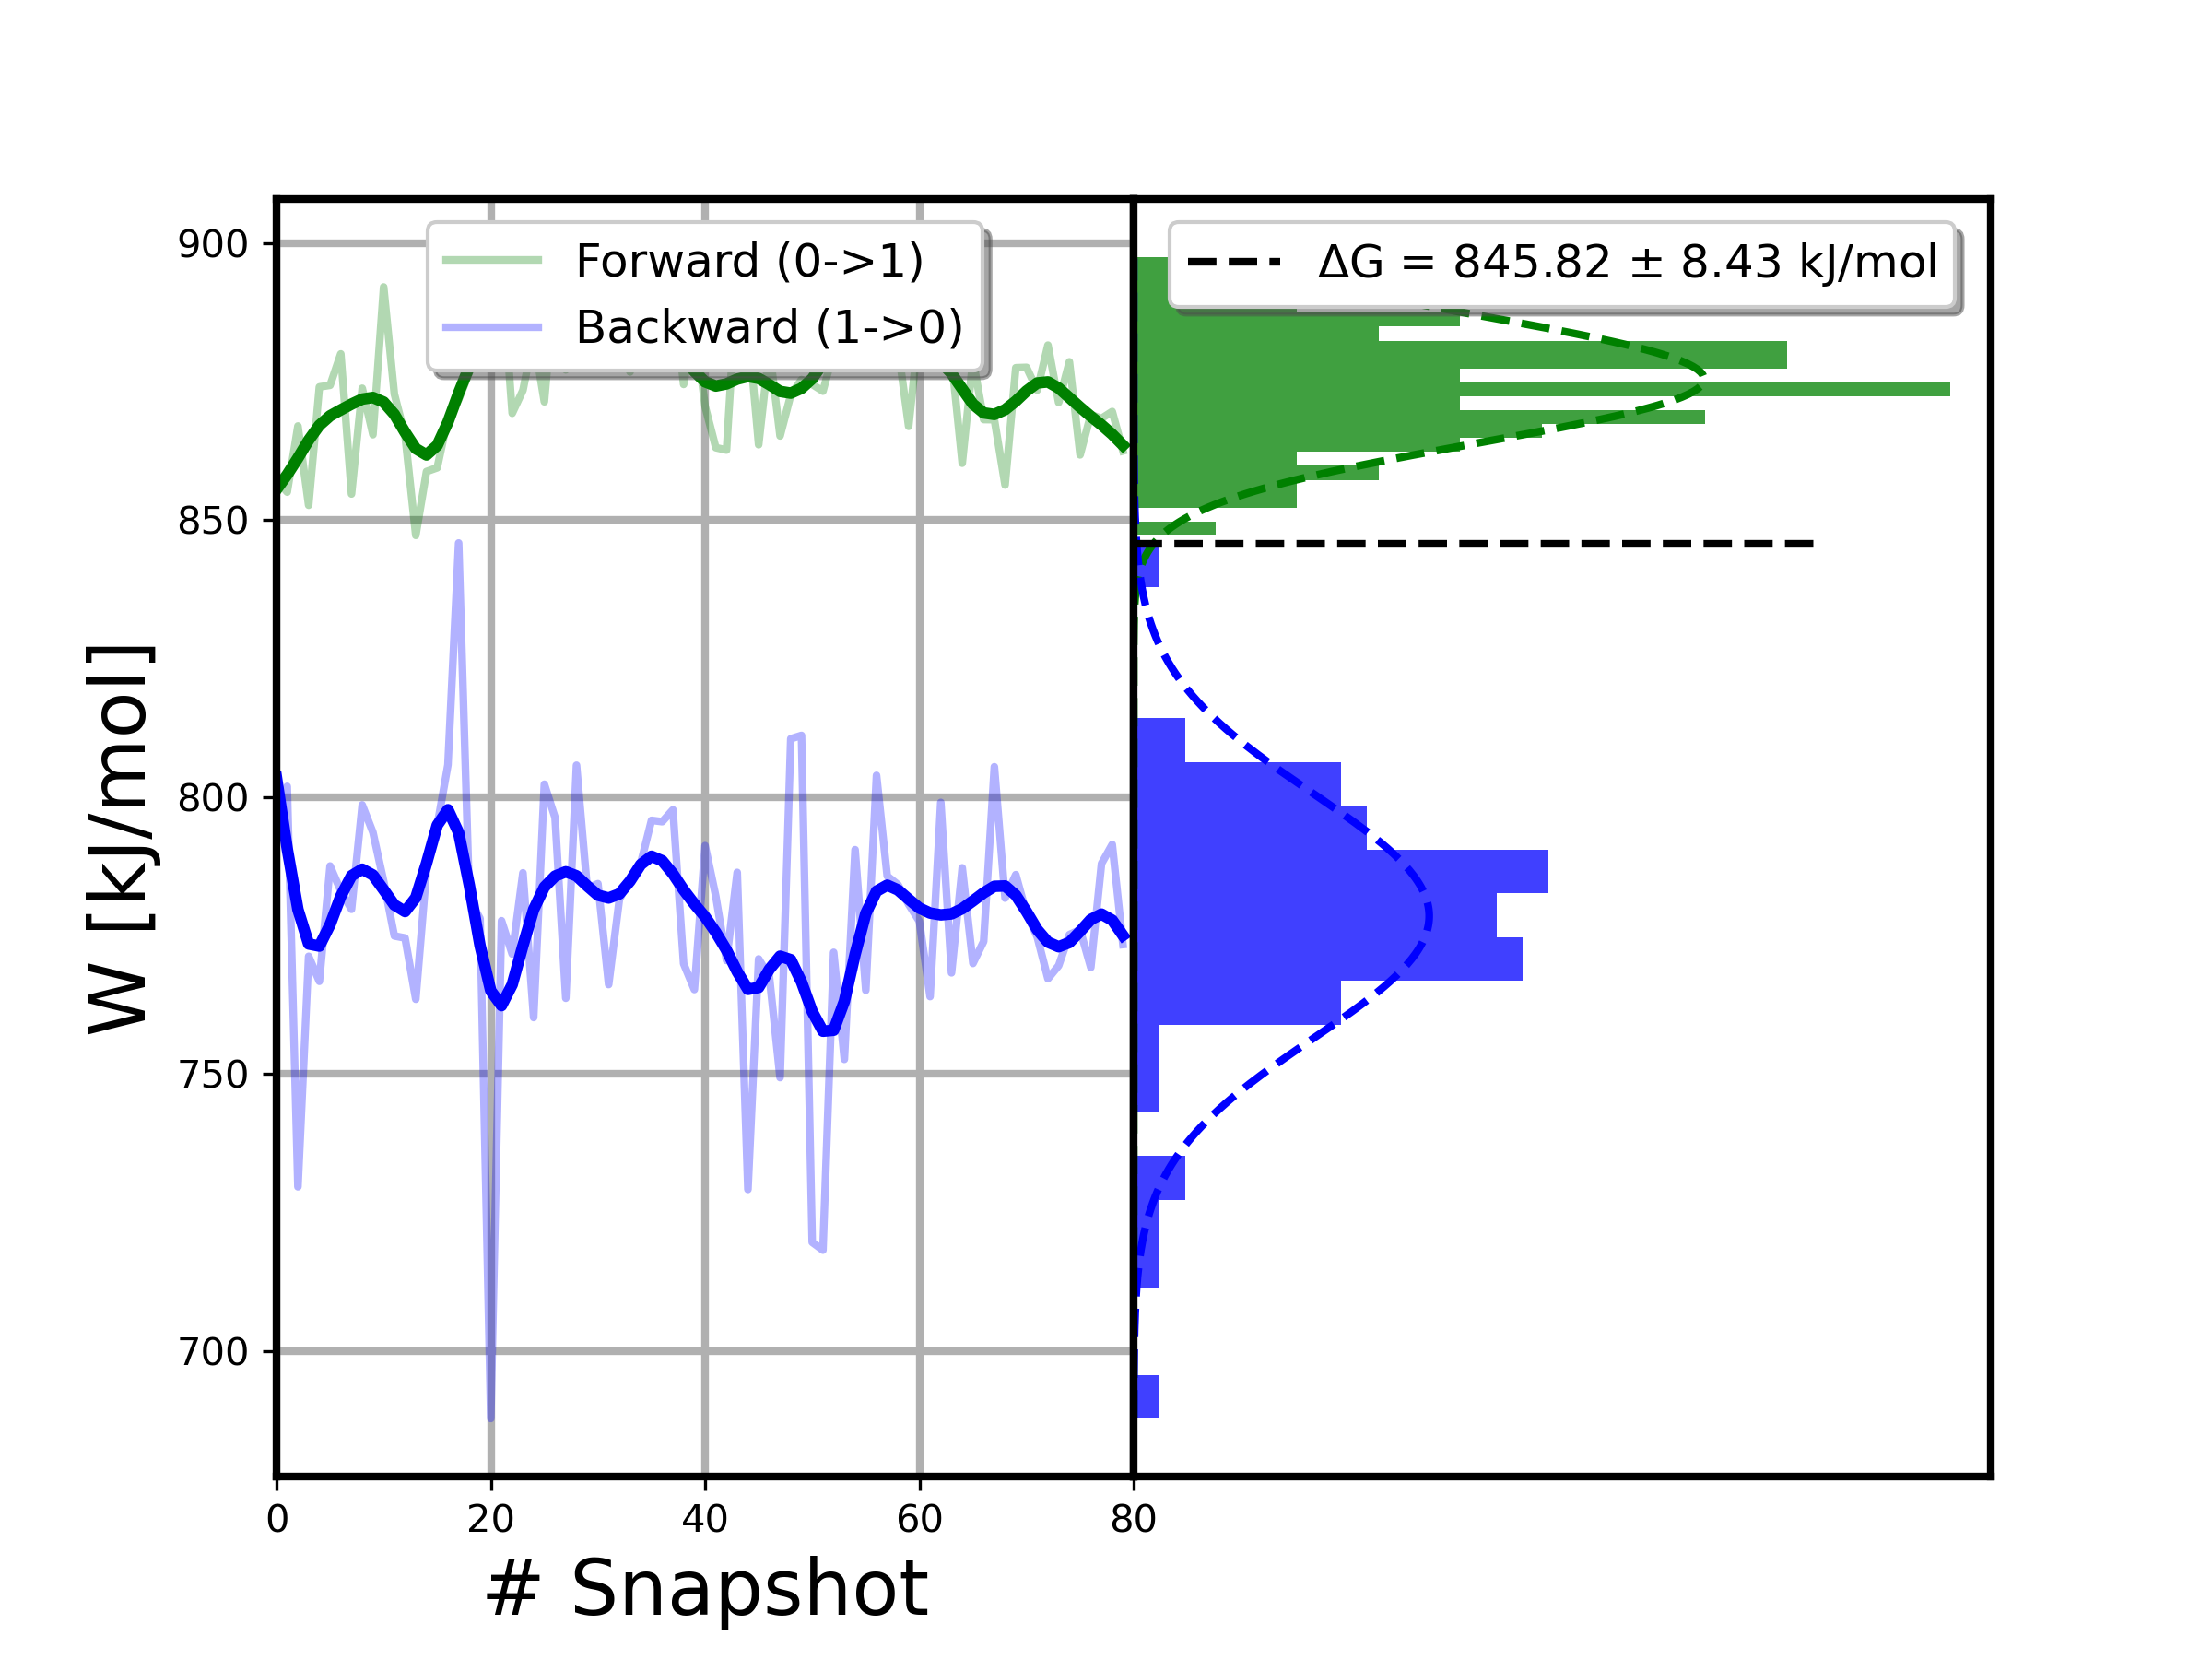 Forward (0->1)
Backward (1->0)
ΔG = 845.82 ± 8.43 kJ/mol
W [kJ/mol]
900
850
800
750
700
0 20 40 60 80
# Snapshot